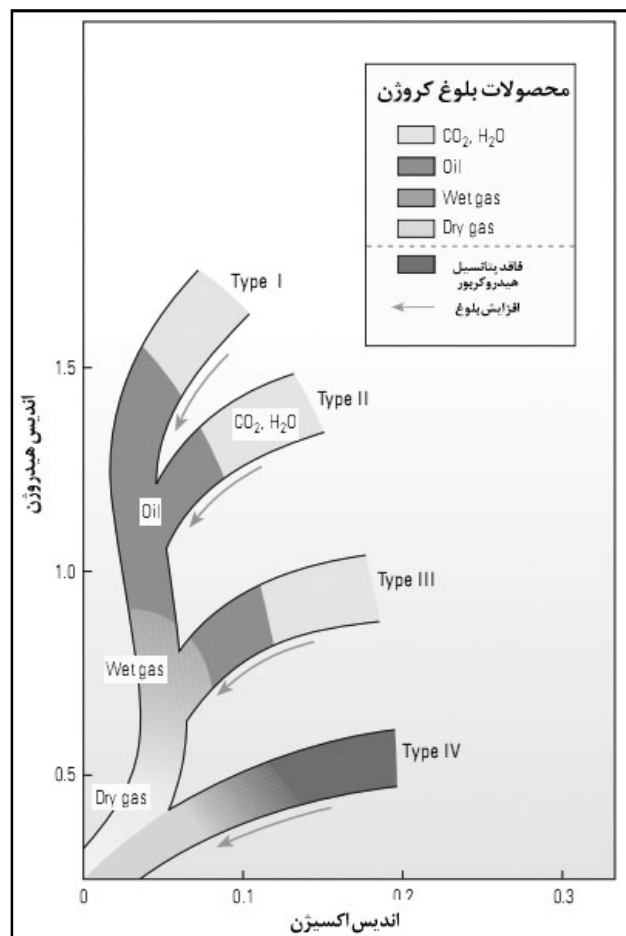 محصولات بلوغ کروژن
CO₂, H₂O
Oil
Wet gas
Dry gas
فاقد پتانسیل
هیدروکربور
افزایش بلوغ
Type I
1.5
Type II
CO₂, H₂O
Oil
اندیس هیدروژن
1.0
Type III
Wet gas
Type IV
0.5
Dry gas
0
0.1
0.2
0.3
اندیس اکسیژن